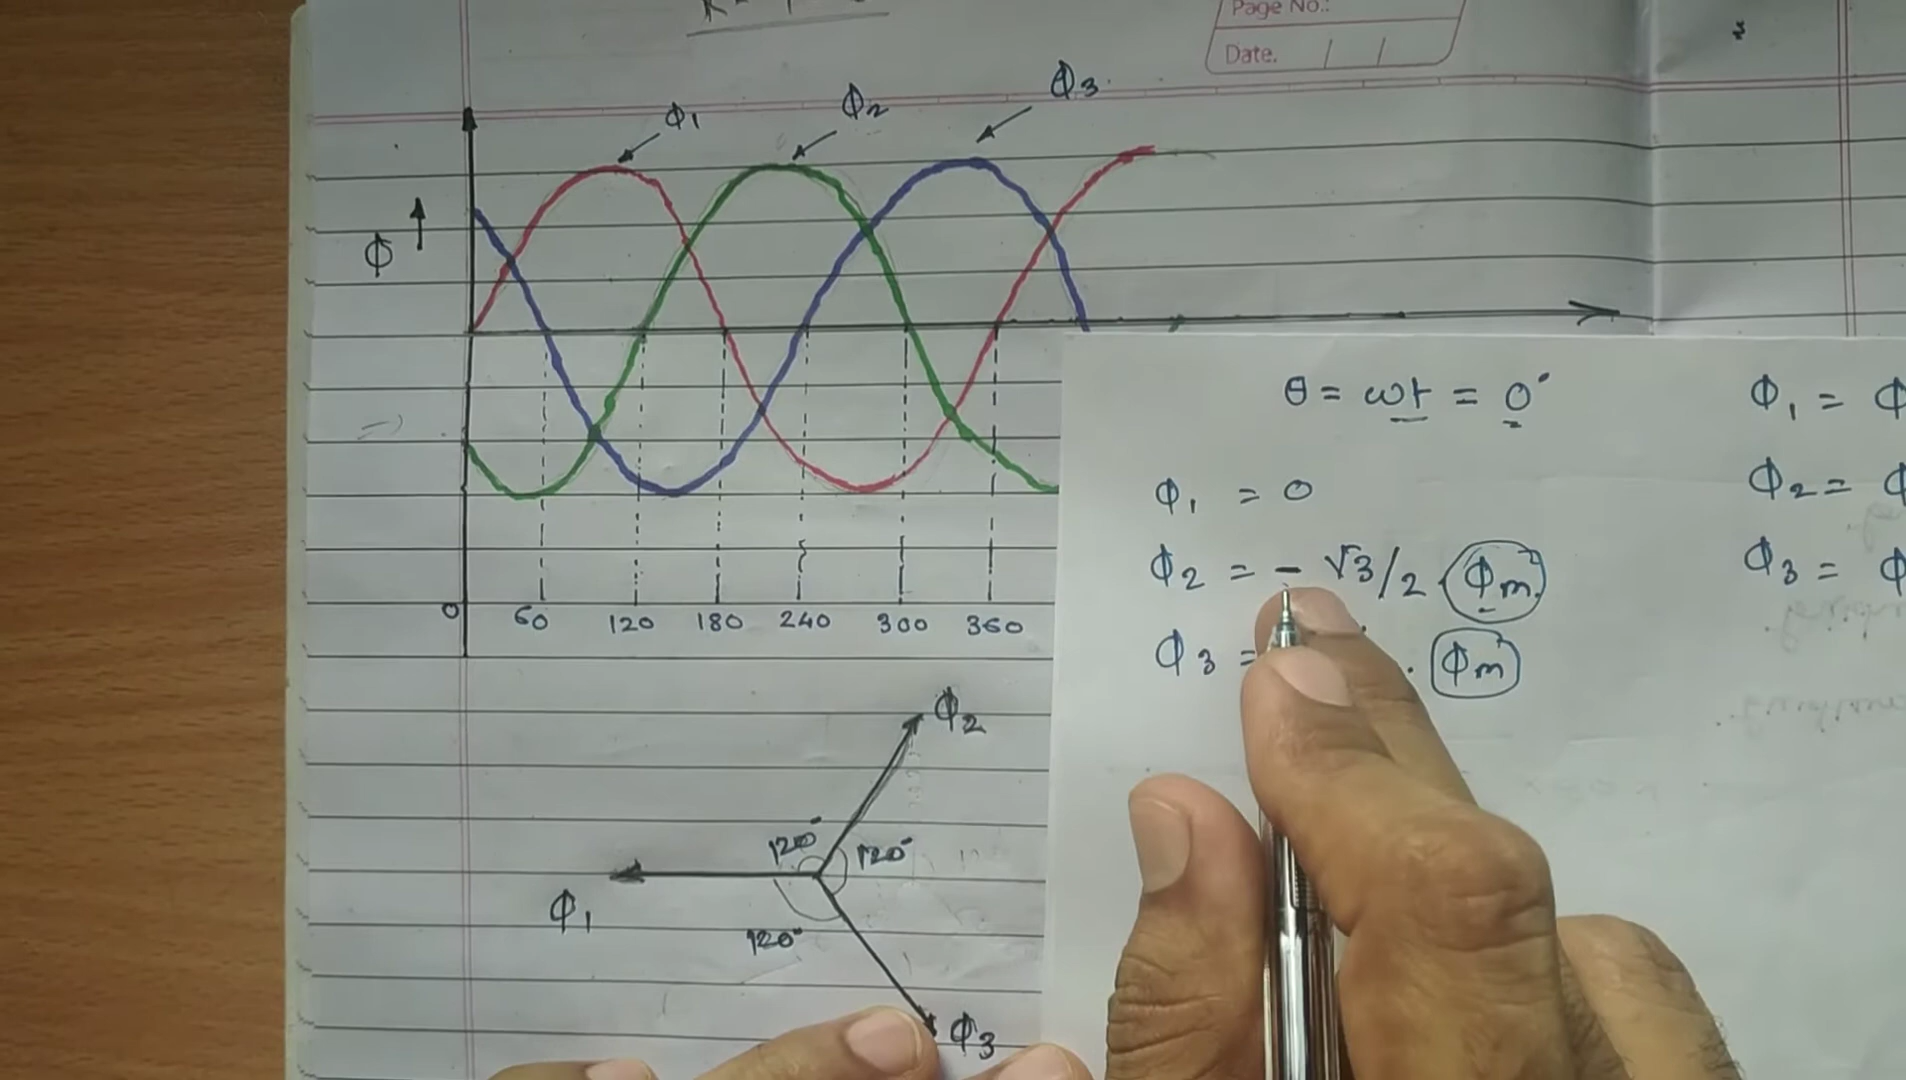 Page No.:
Date. / /
Φ1
Φ2
Φ3
Φ
0 60 120 180 240 300 360
θ = ωt = 0°
Φ1 = 0
Φ2 = - √3/2 Φm
Φ3 = . Φm
Φ1 = Φ
Φ2 = Φ
Φ3 = Φ
Φ2
120° 120°
Φ1
120°
Φ3